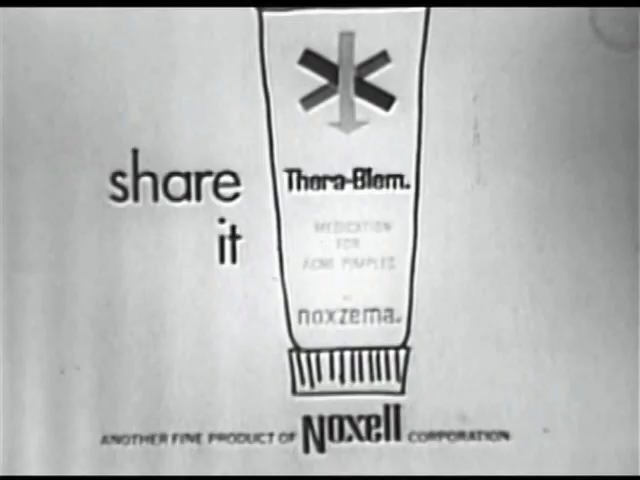 share
it
Thera-Blem.
MEDICATION
FOR
ACNE PIMPLES
noxzema.
ANOTHER FINE PRODUCT OF Noxell CORPORATION